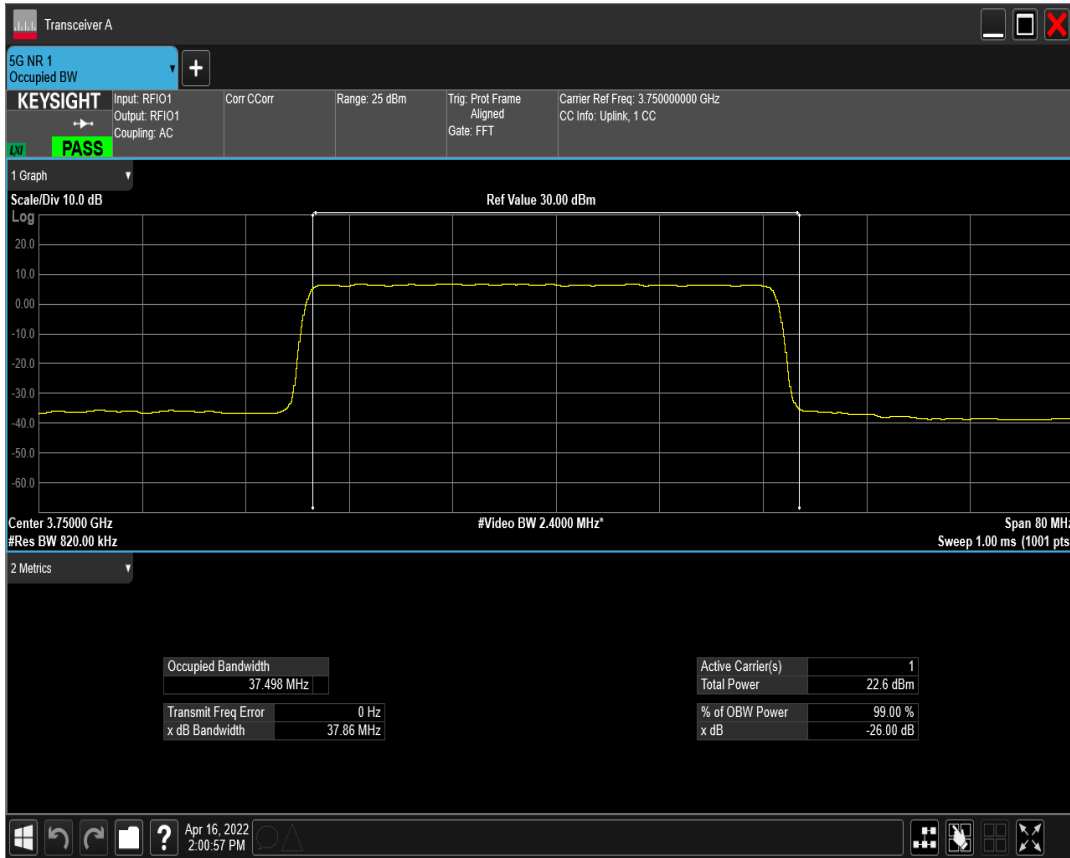 Transceiver A
5G NR 1
Occupied BW
KEYSIGHT
Input: RFIO1
Output: RFIO1
Coupling: AC
Corr CCorr
Range: 25 dBm
Trig: Prot Frame
Aligned
Gate: FFT
Carrier Ref Freq: 3.750000000 GHz
CC Info: Uplink, 1 CC
LXI
PASS
1 Graph
Scale/Div 10.0 dB
Ref Value 30.00 dBm
Log
20.0
10.0
0.00
-10.0
-20.0
-30.0
-40.0
-50.0
-60.0
Center 3.75000 GHz
#Video BW 2.4000 MHz*
Span 80 MHz
#Res BW 820.00 kHz
Sweep 1.00 ms (1001 pts
2 Metrics
Occupied Bandwidth
37.498 MHz
Transmit Freq Error 0 Hz
x dB Bandwidth 37.86 MHz
Active Carrier(s) 1
Total Power 22.6 dBm
% of OBW Power 99.00 %
x dB -26.00 dB
?
Apr 16, 2022
2:00:57 PM